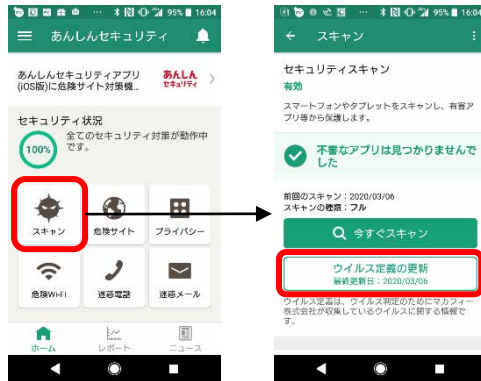 95% 16:04
あんしんセキュリティ
あんしんセキュリティアプリ
(iOS版)に危険サイト対策機...
あんしん
セキュリティ
セキュリティ状況
100%
全てのセキュリティ対策が動作中
です。
スキャン
危険サイト
プライバシー
危険Wi-Fi
迷惑電話
迷惑メール
ホーム
レポート
ニュース
95% 16:04
スキャン
セキュリティスキャン
有効
スマートフォンやタブレットをスキャンし、有害ア
プリ等から保護します。
不審なアプリは見つかりませんで
した
前回のスキャン：2020/03/06
スキャンの種類：フル
今すぐスキャン
ウイルス定義の更新
最終更新日：2020/03/06
ウイルス定義は、ウイルス判定のためにマカフィー
株式会社が収集しているウイルスに関する情報で
す。